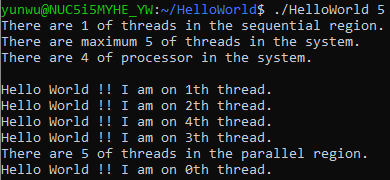 yunwu@NUC5i5MYHE_YW:~/HelloWorld$ ./HelloWorld 5
There are 1 of threads in the sequential region.
There are maximum 5 of threads in the system.
There are 4 of processor in the system.
Hello World !! I am on 1th thread.
Hello World !! I am on 2th thread.
Hello World !! I am on 4th thread.
Hello World !! I am on 3th thread.
There are 5 of threads in the parallel region.
Hello World !! I am on 0th thread.